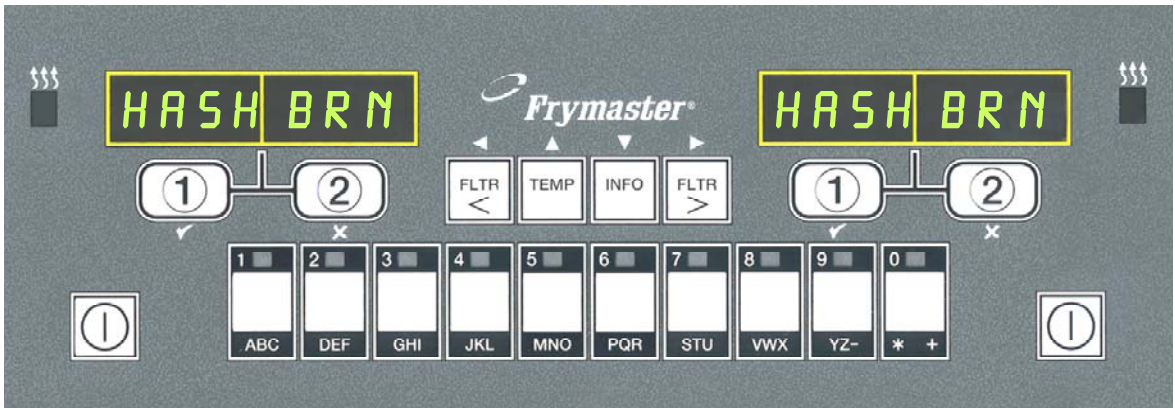 HASH BRN
Frymaster®
HASH BRN
1 2
FLTR < TEMP INFO FLTR >
1 2
1 2 3 4 5 6 7 8 9 0
ABC DEF GHI JKL MNO PQR STU VWX YZ- * +